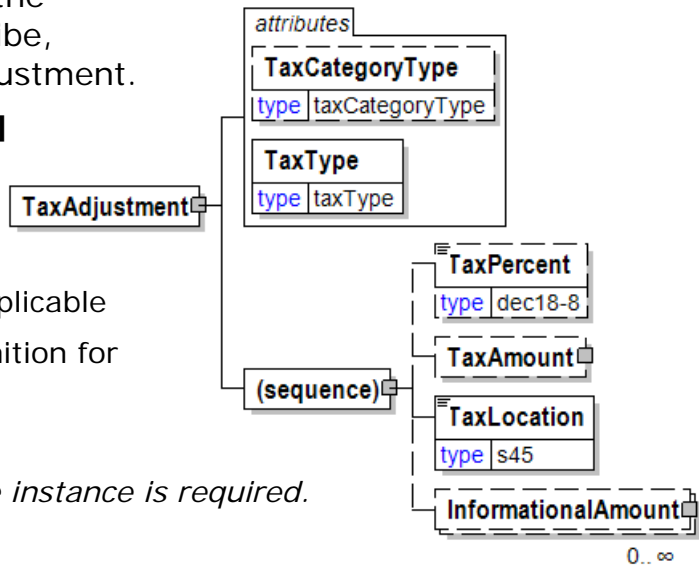 the
ibe,
ustment.
attributes
TaxCategoryType
type taxCategoryType
TaxType
type taxType
TaxAdjustment
plicable
nition for
instance is required.
(sequence)
TaxPercent
type dec18-8
TaxAmount
TaxLocation
type s45
InformationalAmount
0..∞